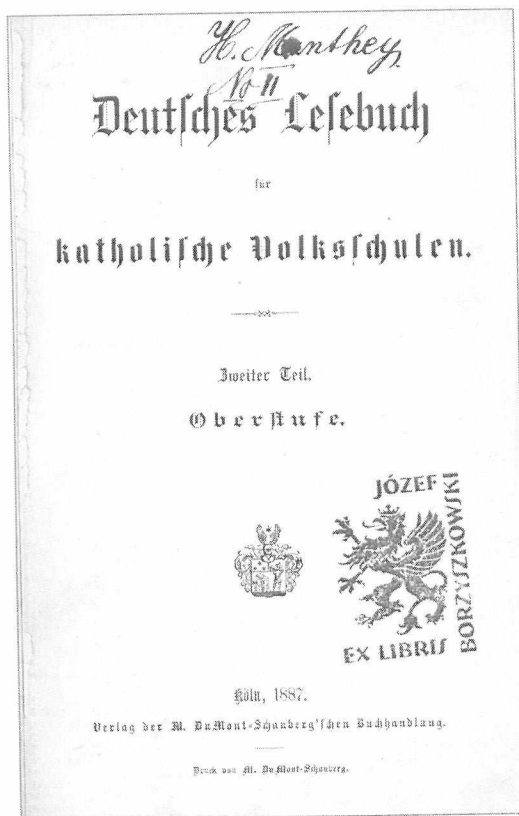 H. Manthey
No 11
Deutſches Leſebuch
für
katholiſche Volksſchulen.
Zweiter Teil.
Oberſtufe.
JÓZEF
BORZYSZKOWSKI
EX LIBRIS
Köln, 1887.
Verlag der M. DuMont-Schauberg'ſchen Buchhandlung.
Druck von M. DuMont-Schauberg.